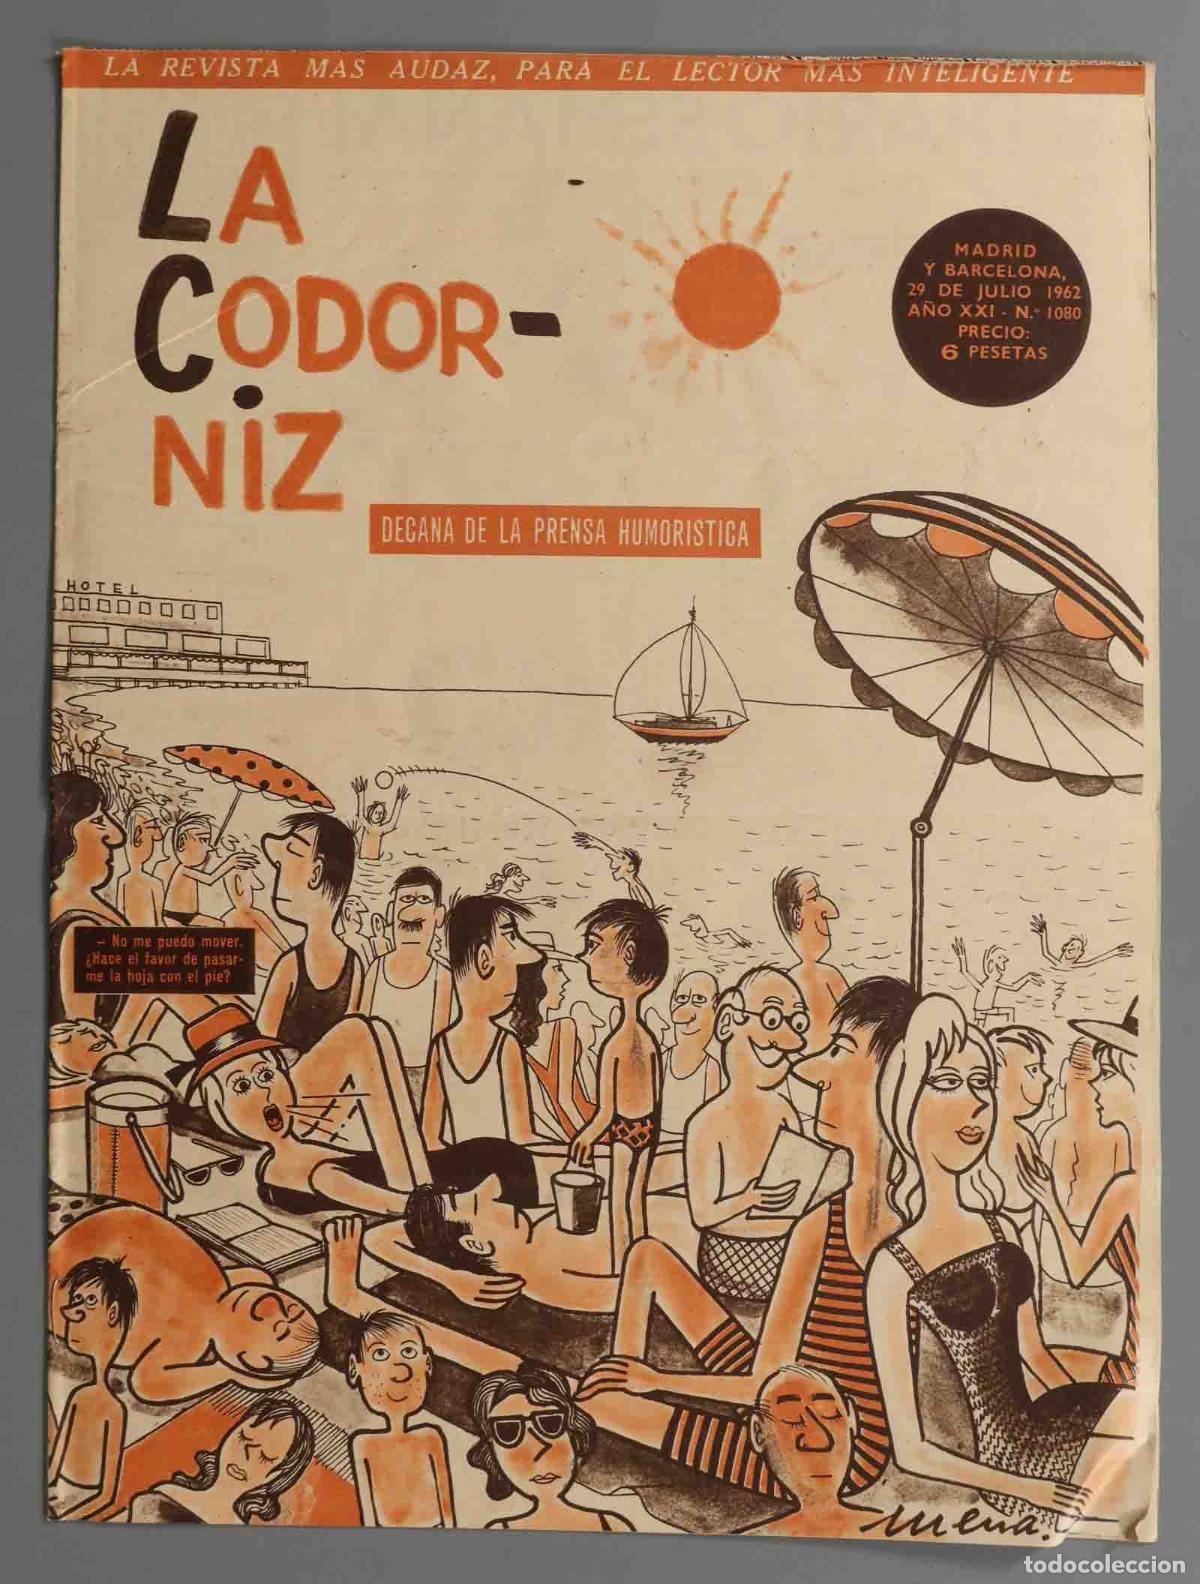 LA REVISTA MAS AUDAZ, PARA EL LECTOR MAS INTELIGENTE
LA
CODOR-
NIZ
MADRID
Y BARCELONA,
29 DE JULIO 1962
AÑO XXI - N.º 1080
PRECIO:
6 PESETAS
DECANA DE LA PRENSA HUMORISTICA
HOTEL
- No me puedo mover.
¿Hace el favor de pasar-
me la hoja con el pie?
Mena.
todocoleccion